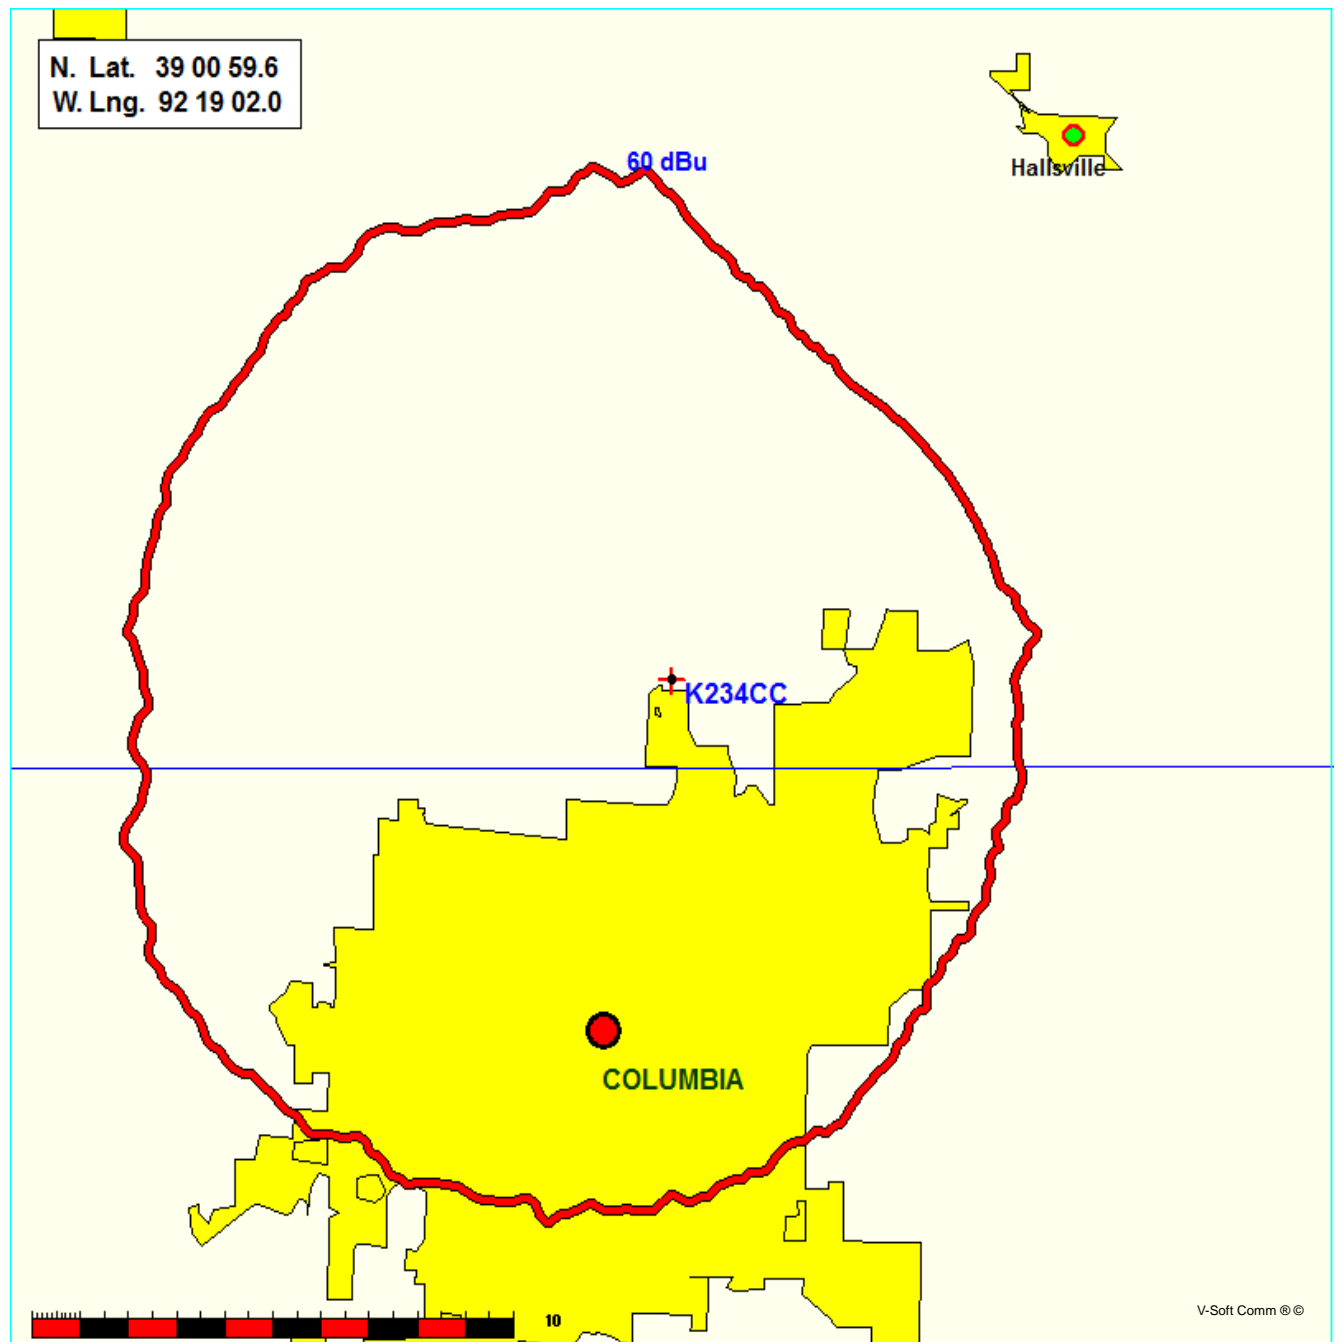 N. Lat. 39 00 59.6
W. Lng. 92 19 02.0
60 dBu
Hallsville
K234CC
COLUMBIA
10
V-Soft Comm ® ©